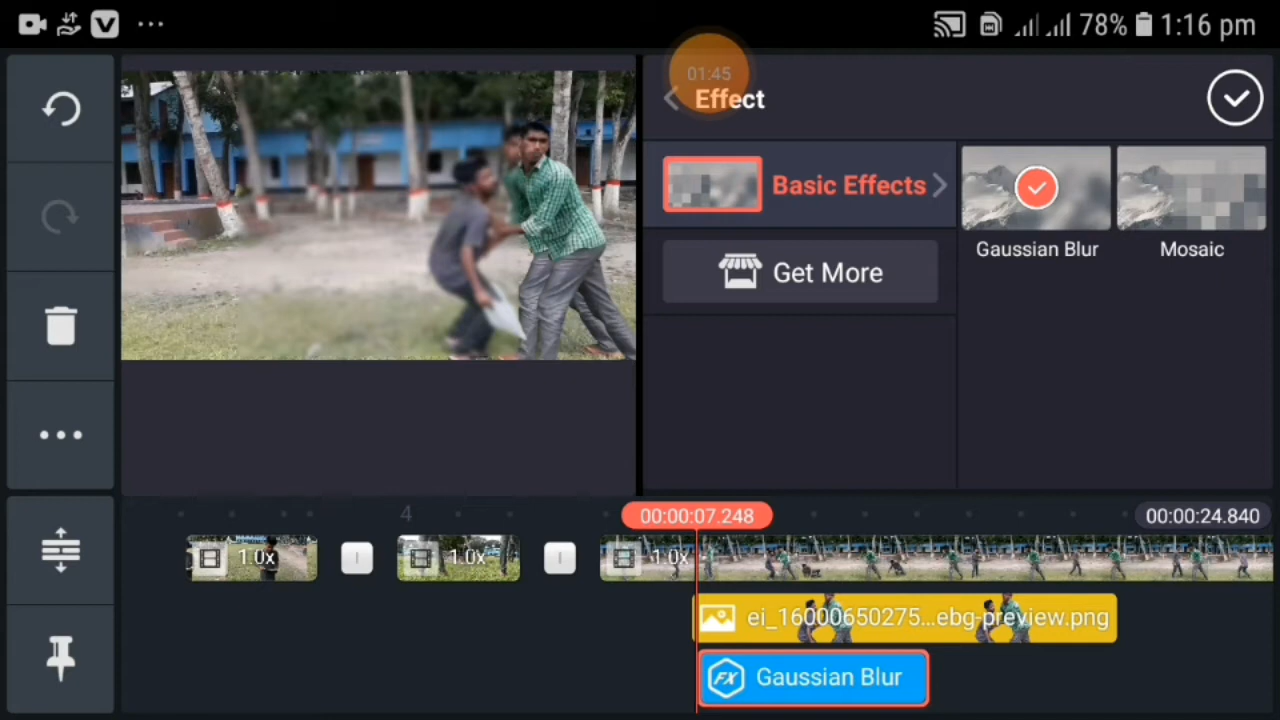 V
78% 1:16 pm
01:45
Effect
Basic Effects
Get More
Gaussian Blur
Mosaic
4
00:00:07.248
00:00:24.840
1.0x
1.0x
1.0x
ei_16000650275...ebg-preview.png
FX Gaussian Blur